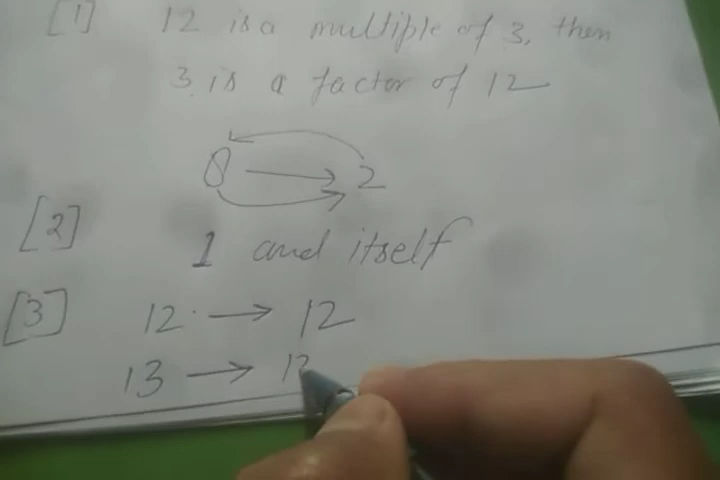 [1] 12 is a multiple of 3, then
3 is a factor of 12
8 → 2
[2] 1 and itself
[3] 12 → 12
13 → 13